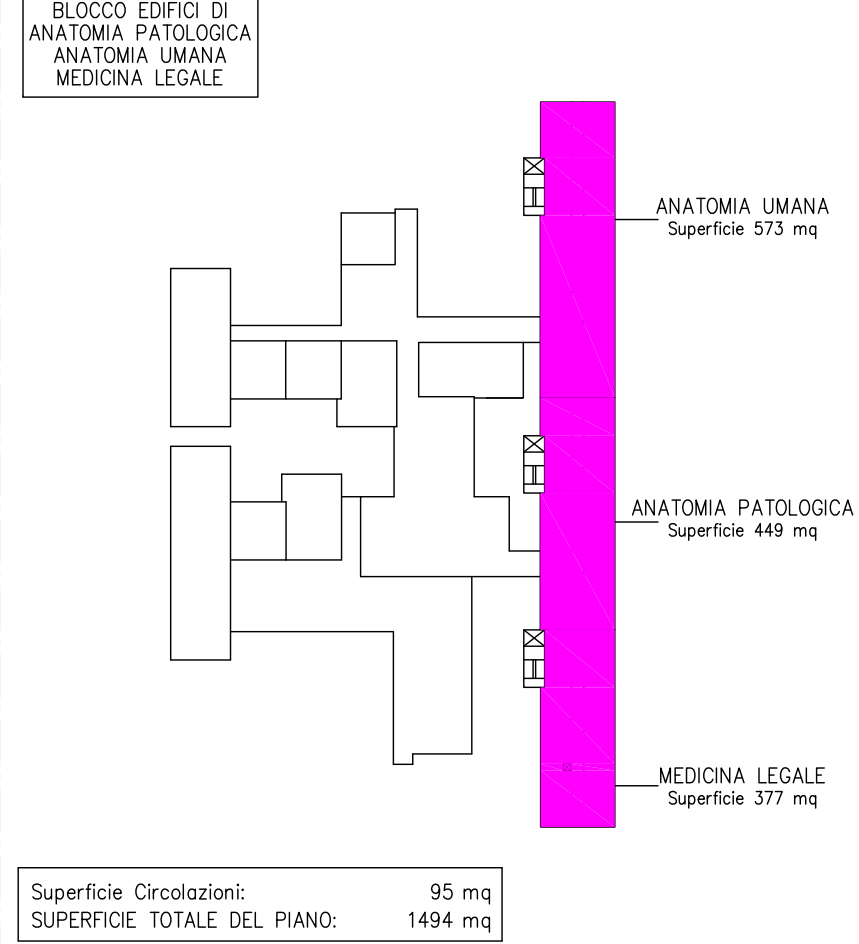 BLOCCO EDIFICI DI
ANATOMIA PATOLOGICA
ANATOMIA UMANA
MEDICINA LEGALE
ANATOMIA UMANA
Superficie 573 mq
ANATOMIA PATOLOGICA
Superficie 449 mq
MEDICINA LEGALE
Superficie 377 mq
Superficie Circolazioni: 95 mq
SUPERFICIE TOTALE DEL PIANO: 1494 mq